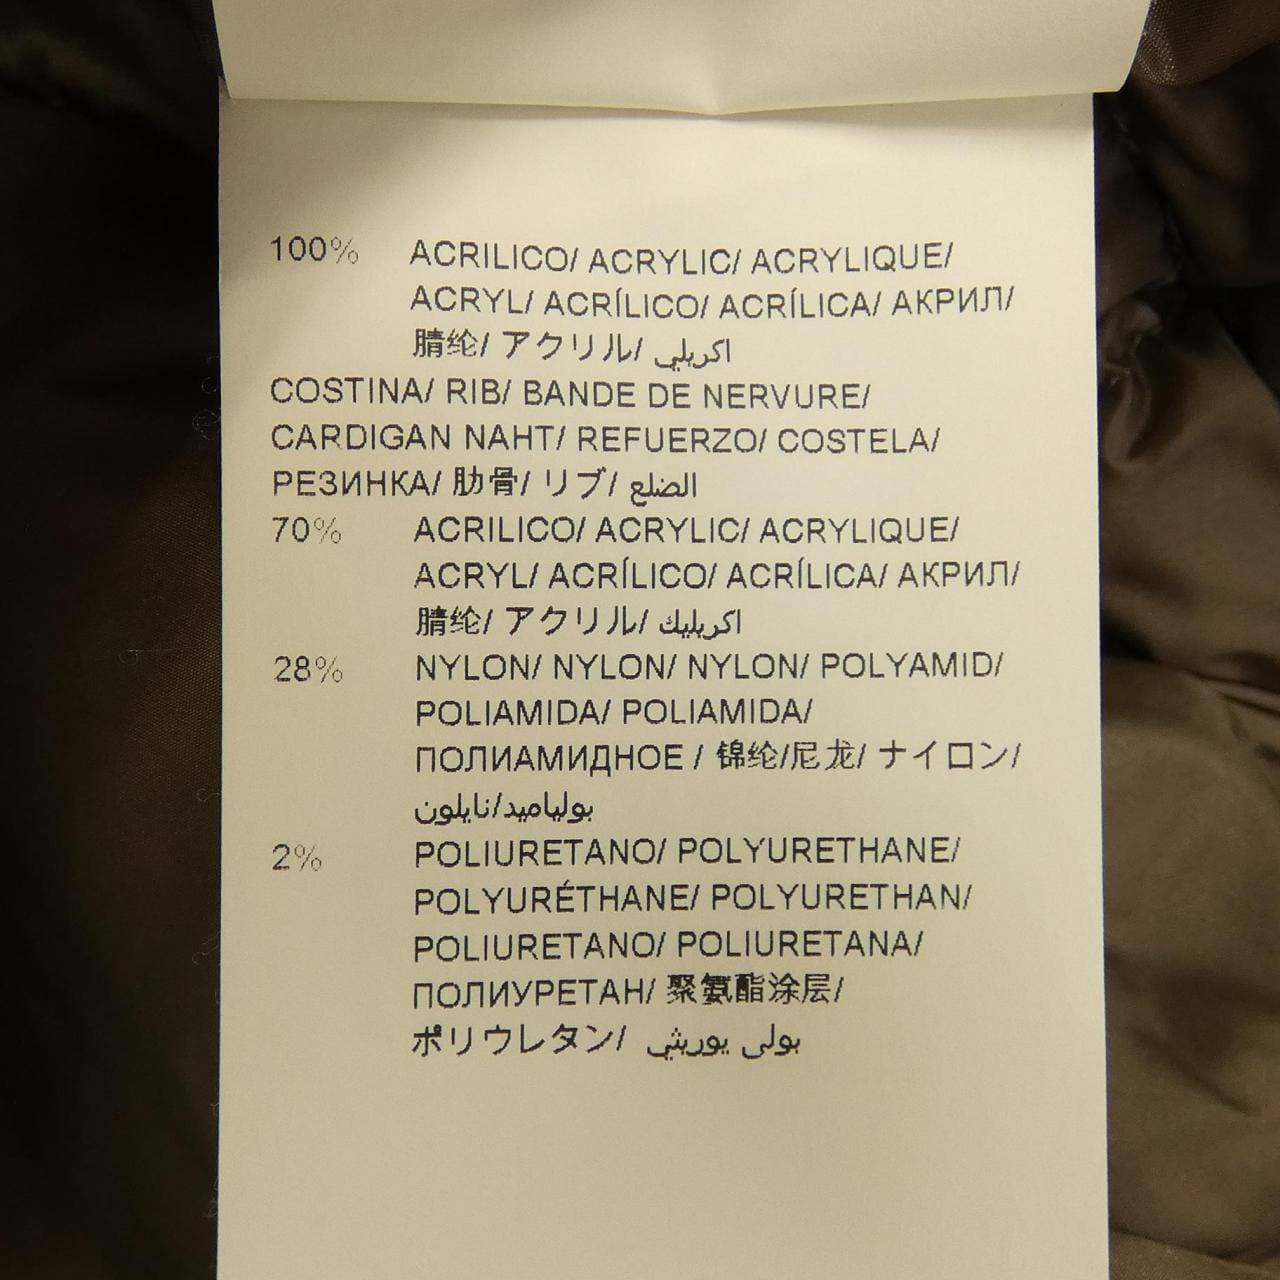 100% ACRILICO/ ACRYLIC/ ACRYLIQUE/
ACRYL/ ACRÍLICO/ ACRÍLICA/ АКРИЛ/
腈纶/ アクリル/ اكريلي
COSTINA/ RIB/ BANDE DE NERVURE/
CARDIGAN NAHT/ REFUERZO/ COSTELA/
РЕЗИНКА/ 肋骨/ リブ/ الضلع
70% ACRILICO/ ACRYLIC/ ACRYLIQUE/
ACRYL/ ACRÍLICO/ ACRÍLICA/ АКРИЛ/
腈纶/ アクリル/ اكريليك
28% NYLON/ NYLON/ NYLON/ POLYAMID/
POLIAMIDA/ POLIAMIDA/
ПОЛИАМИДНОЕ / 锦纶/尼龙/ ナイロン/
بولياميد/نايلون
2% POLIURETANO/ POLYURETHANE/
POLYURÉTHANE/ POLYURETHAN/
POLIURETANO/ POLIURETANA/
ПОЛИУРЕТАН/ 聚氨酯涂层/
ポリウレタン/ بولى يوريثي